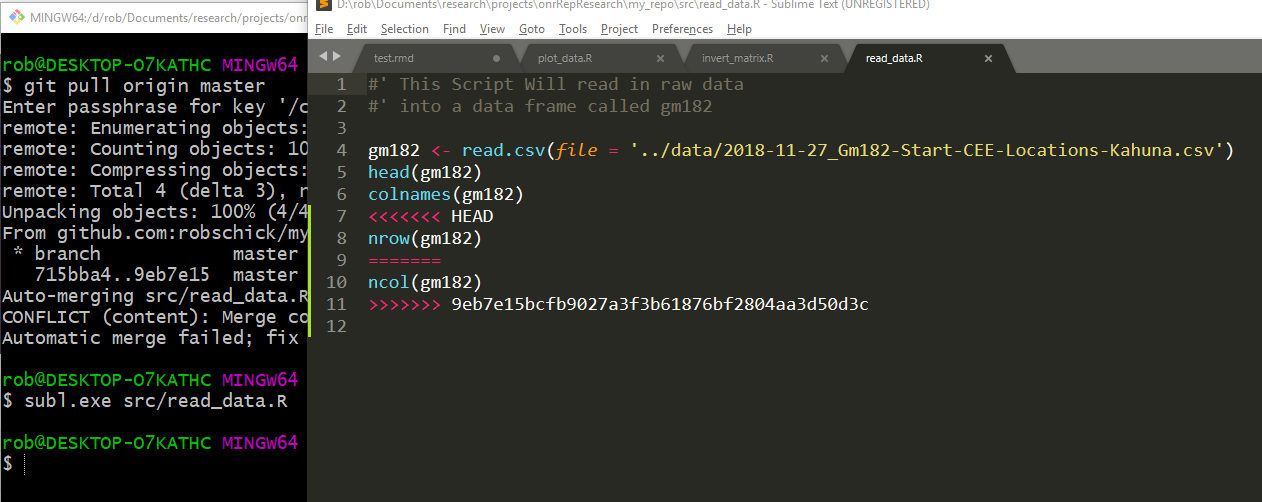 MINGW64:/d/rob/Documents/research/projects/onr
rob@DESKTOP-O7KATHC MINGW64
$ git pull origin master
Enter passphrase for key '/c
remote: Enumerating objects:
remote: Counting objects: 10
remote: Compressing objects:
remote: Total 4 (delta 3), r
Unpacking objects: 100% (4/4
From github.com:robschick/my
* branch master
715bba4..9eb7e15 master
Auto-merging src/read_data.R
CONFLICT (content): Merge co
Automatic merge failed; fix
rob@DESKTOP-O7KATHC MINGW64
$ subl.exe src/read_data.R
rob@DESKTOP-O7KATHC MINGW64
$
D:\rob\Documents\research\projects\onrRepResearch\my_repo\src\read_data.R - Sublime Text (UNREGISTERED)
File Edit Selection Find View Goto Tools Project Preferences Help
test.rmd plot_data.R invert_matrix.R read_data.R
1 #' This Script Will read in raw data
2 #' into a data frame called gm182
3
4 gm182 <- read.csv(file = '../data/2018-11-27_Gm182-Start-CEE-Locations-Kahuna.csv')
5 head(gm182)
6 colnames(gm182)
7 <<<<<<< HEAD
8 nrow(gm182)
9 =======
10 ncol(gm182)
11 >>>>>>> 9eb7e15bcfb9027a3f3b61876bf2804aa3d50d3c
12